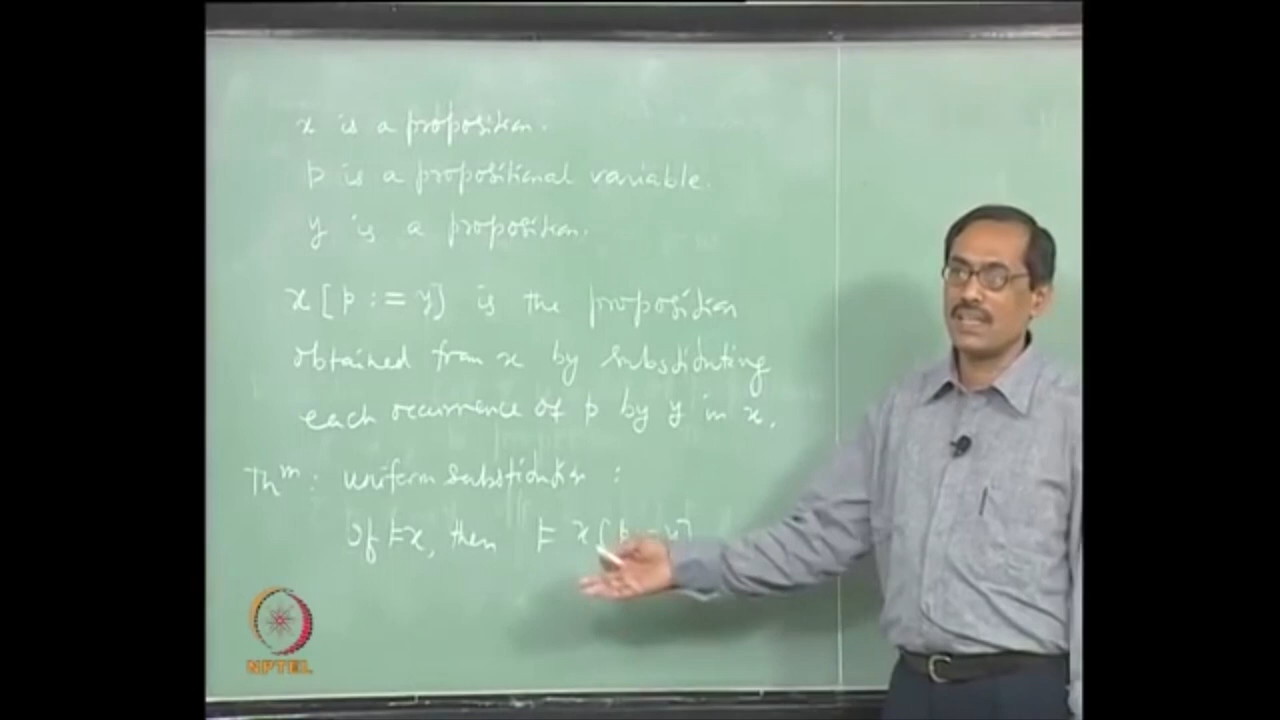 x is a proposition.
p is a propositional variable.
y is a proposition.
x[p := y] is the proposition
obtained from x by substituting
each occurrence of p by y in x.
Thm: uniform substitution :
If ⊨x, then ⊨ x[p := y]
NPTEL